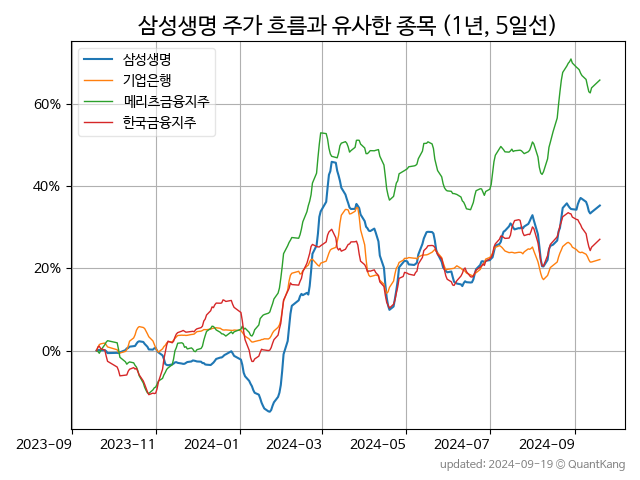 삼성생명 주가 흐름과 유사한 종목 (1년, 5일선)
삼성생명
기업은행
메리츠금융지주
한국금융지주
60%
40%
20%
0%
2023-09 2023-11 2024-01 2024-03 2024-05 2024-07 2024-09
updated: 2024-09-19 © QuantKang